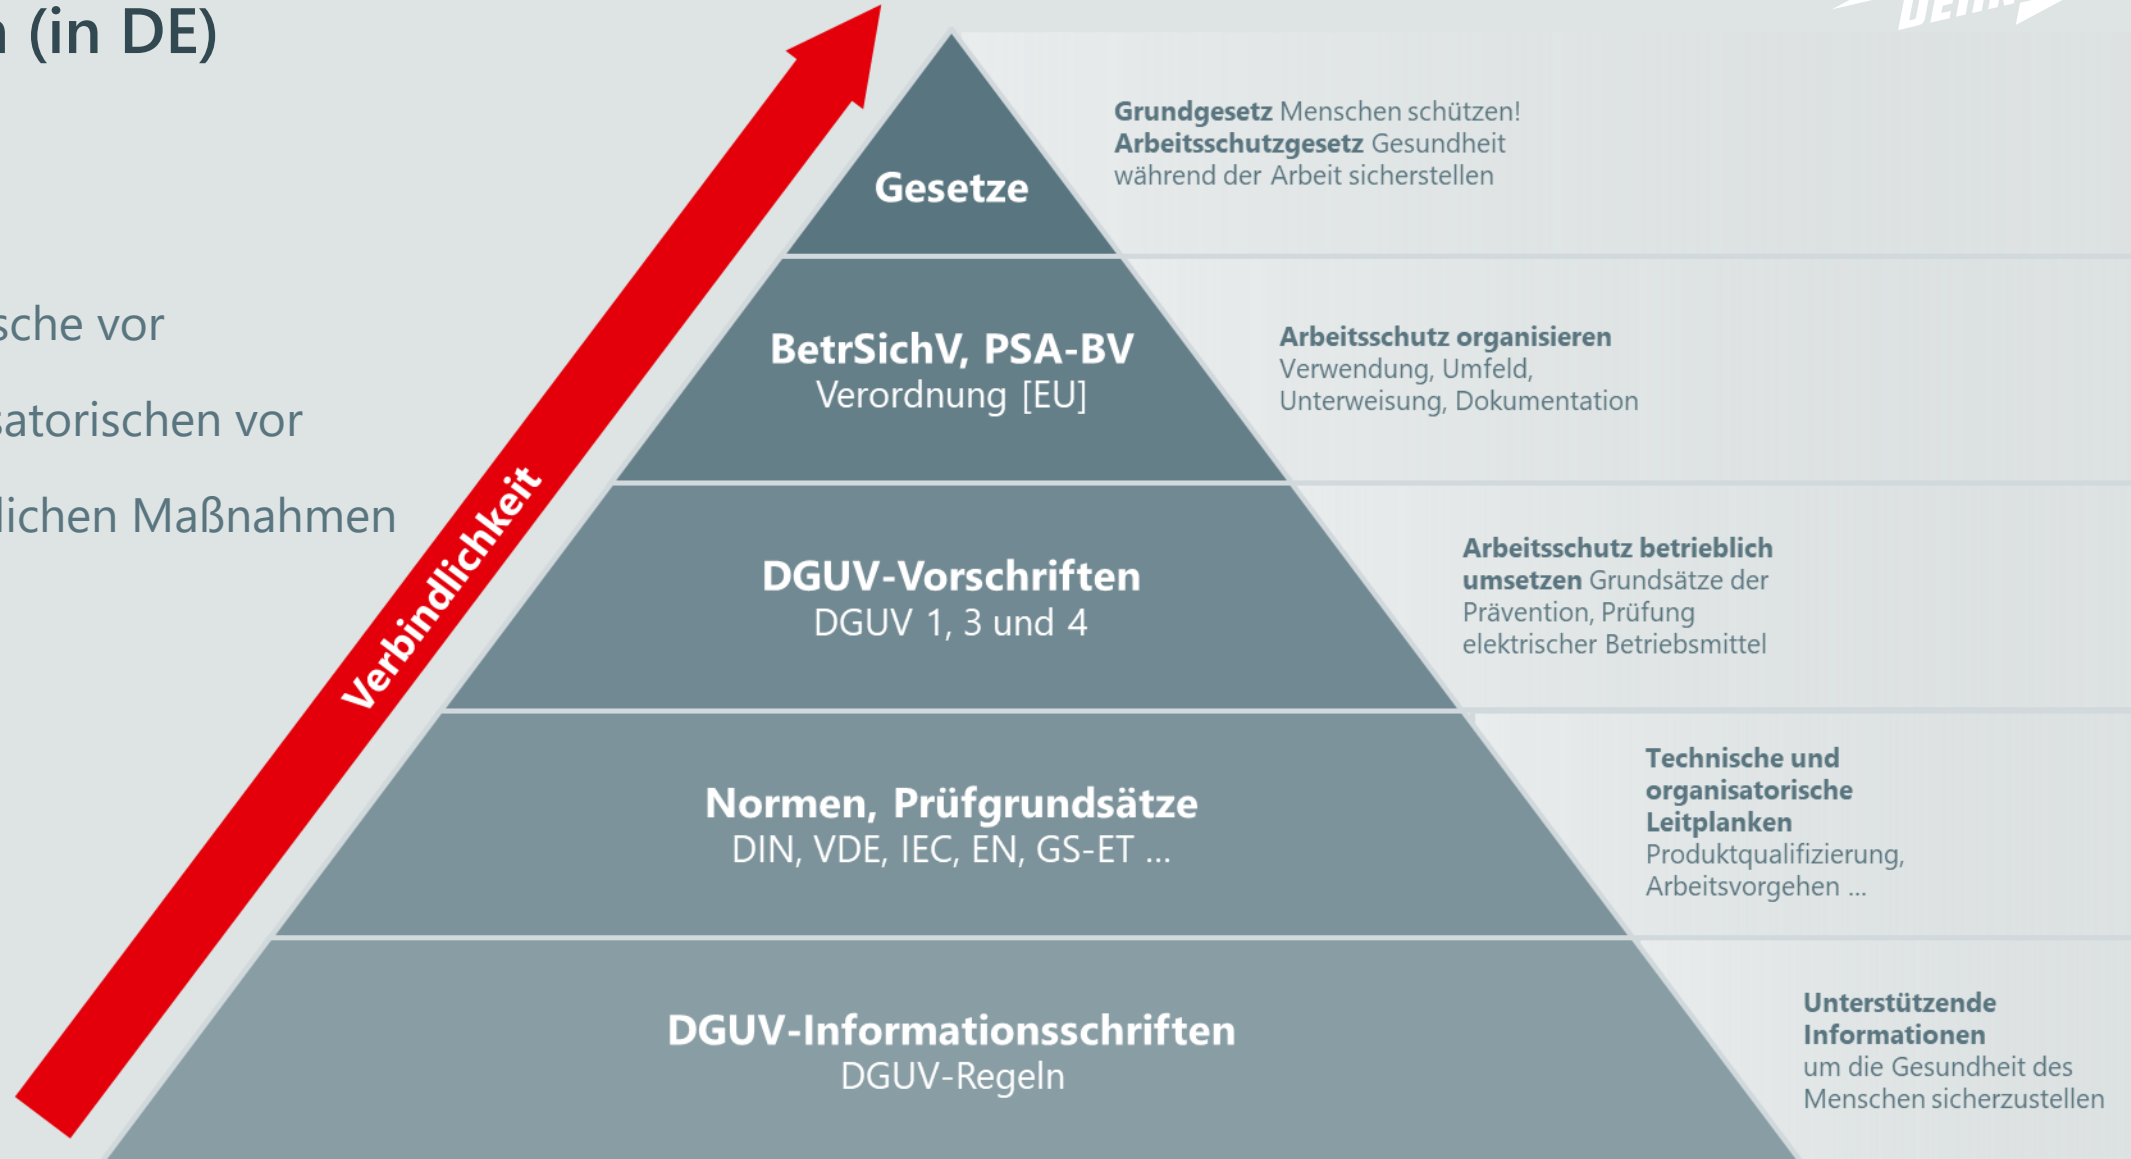 (in DE)
Grundgesetz Menschen schützen!
Arbeitsschutzgesetz Gesundheit
während der Arbeit sicherstellen
Gesetze
vor
BetrSichV, PSA-BV
Verordnung [EU]
Arbeitsschutz organisieren
Verwendung, Umfeld,
Unterweisung, Dokumentation
vor
Maßnahmen
Verbindlichkeit
DGUV-Vorschriften
DGUV 1, 3 und 4
Arbeitsschutz betrieblich
umsetzen Grundsätze der
Prävention, Prüfung
elektrischer Betriebsmittel
Normen, Prüfgrundsätze
DIN, VDE, IEC, EN, GS-ET ...
Technische und
organisatorische
Leitplanken
Produktqualifizierung,
Arbeitsvorgehen ...
DGUV-Informationsschriften
DGUV-Regeln
Unterstützende
Informationen
um die Gesundheit des
Menschen sicherzustellen